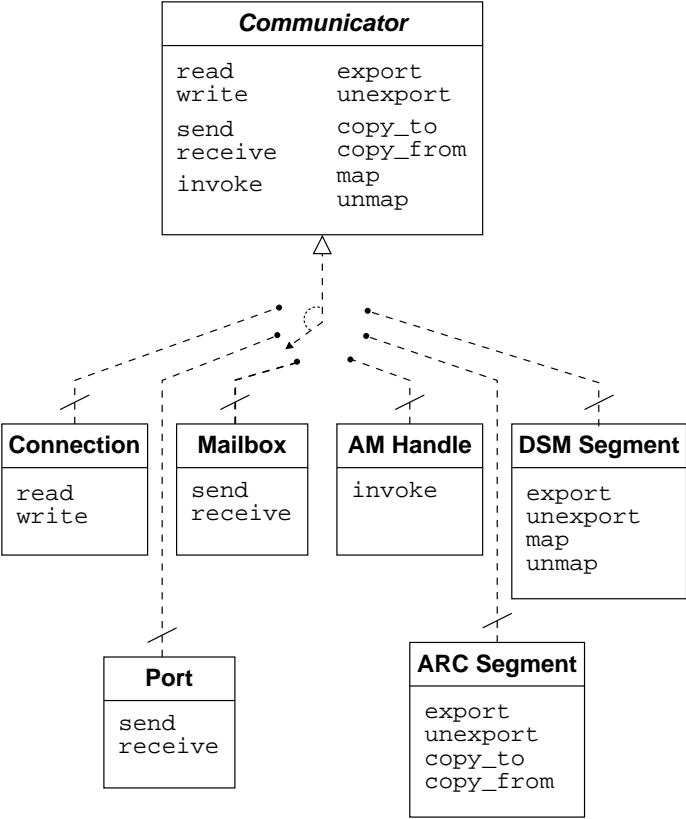 Communicator
read export
write unexport
send copy_to
receive copy_from
invoke map
unmap
Connection
read
write
Mailbox
send
receive
AM Handle
invoke
DSM Segment
export
unexport
map
unmap
Port
send
receive
ARC Segment
export
unexport
copy_to
copy_from